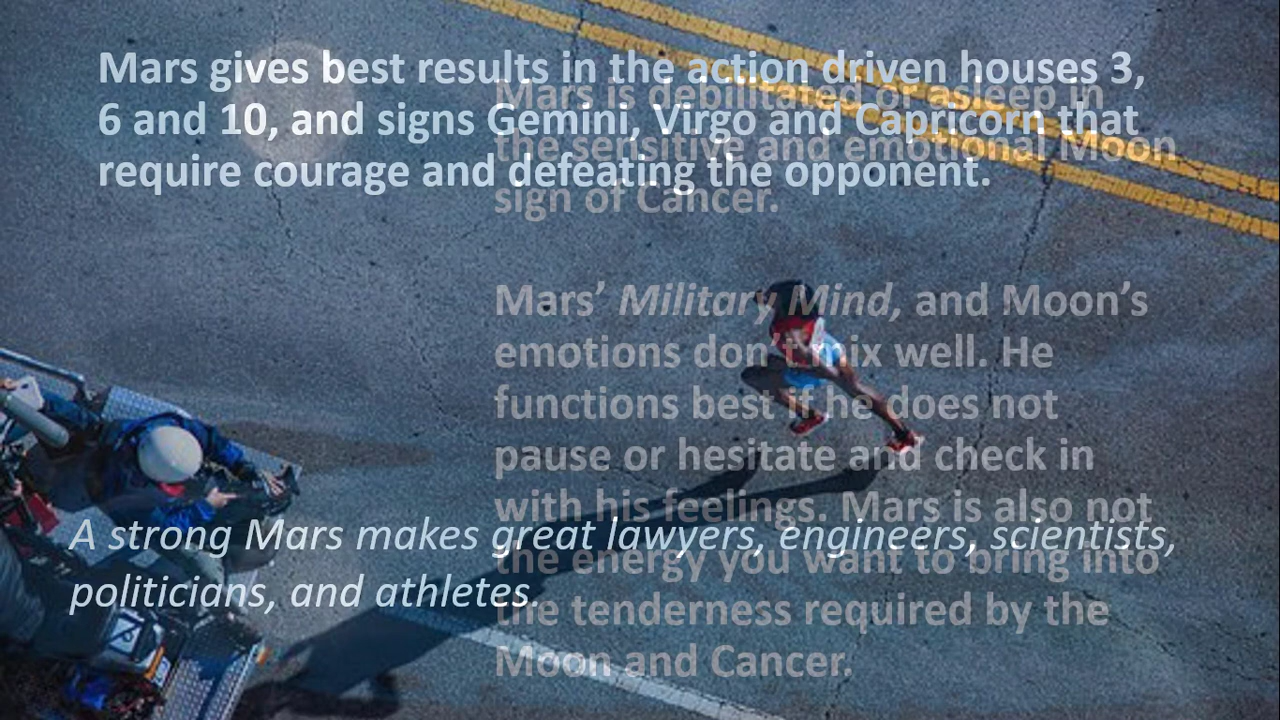 Mars gives best results in the action driven houses 3,
6 and 10, and signs Gemini, Virgo and Capricorn that
require courage and defeating the opponent.
A strong Mars makes great lawyers, engineers, scientists,
politicians, and athletes.
Mars is debilitated or asleep in
the sensitive and emotional Moon
sign of Cancer.
Mars’ Military Mind, and Moon’s
emotions don’t mix well. He
functions best if he does not
pause or hesitate and check in
with his feelings. Mars is also not
the energy you want to bring into
the tenderness required by the
Moon and Cancer.